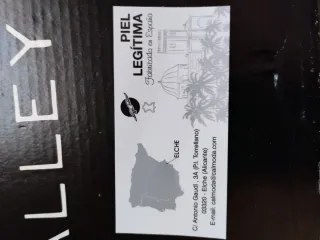 ALLEY
PIEL
LEGÍTIMA
Fabricado en España
ELCHE
C/ Antonio Gaudí, 3A (P.I. Torrellano)
03320 - Elche (Alicante)
E-mail: calmoda@calmoda.com